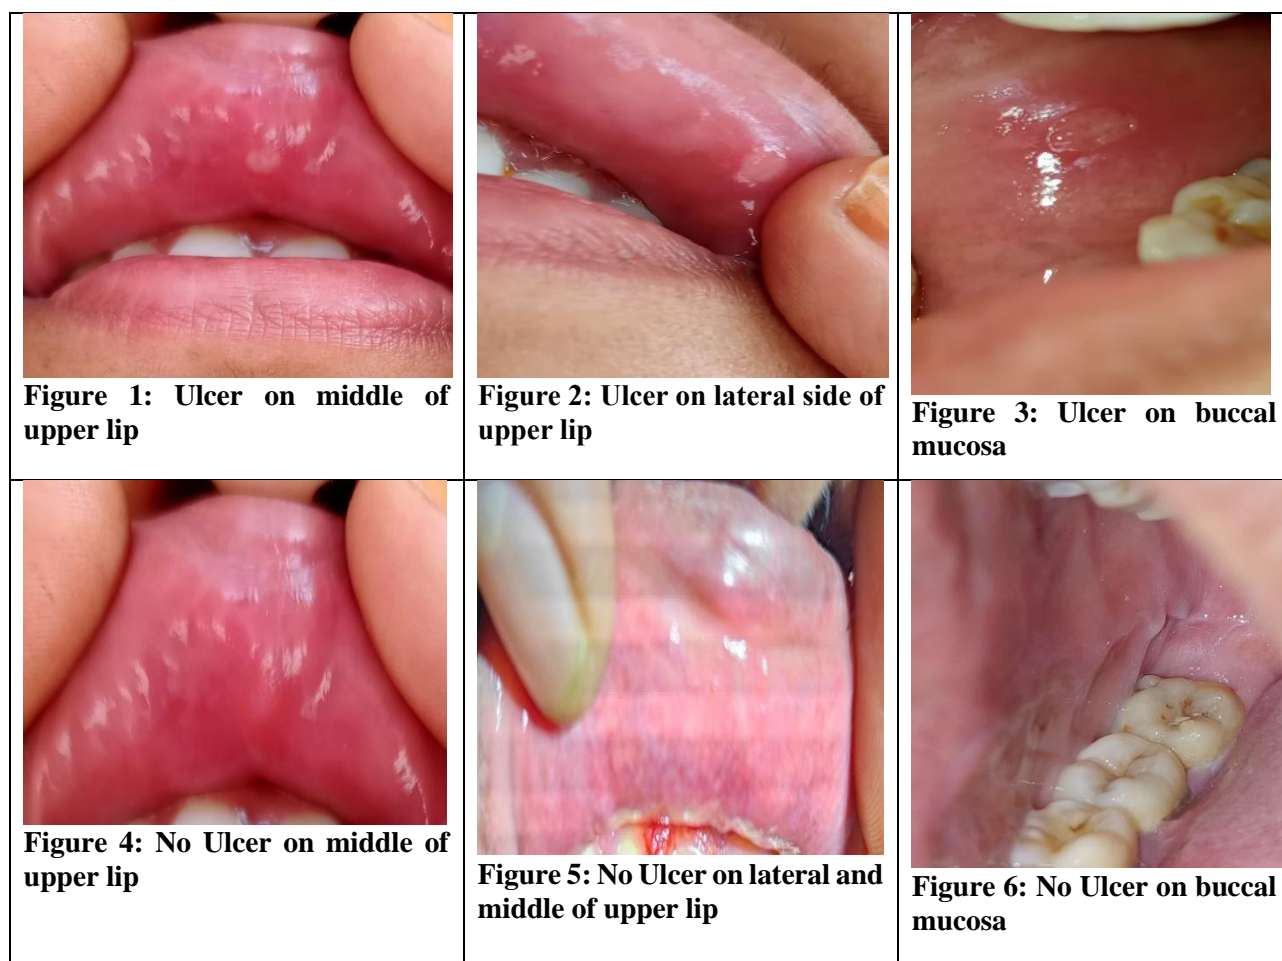 Figure 1: Ulcer on middle of
upper lip
Figure 2: Ulcer on lateral side of
upper lip
Figure 3: Ulcer on buccal
mucosa
Figure 4: No Ulcer on middle of
upper lip
Figure 5: No Ulcer on lateral and
middle of upper lip
Figure 6: No Ulcer on buccal
mucosa